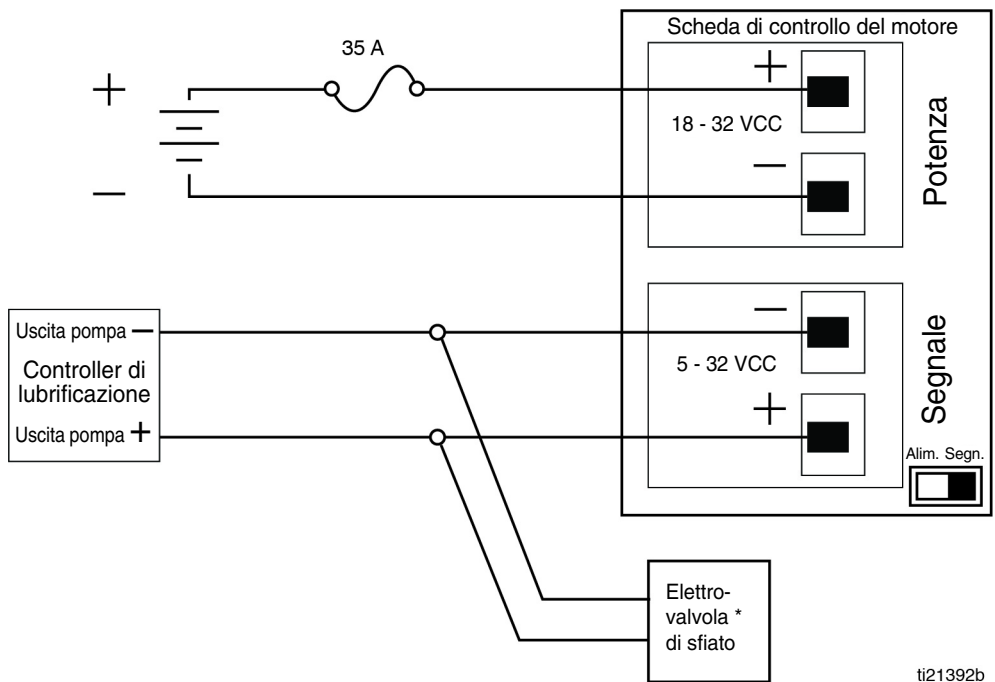 Scheda di controllo del motore
35 A
+
+
18 - 32 VCC
Potenza
—
—
Uscita pompa —
—
Controller di
lubrificazione
5 - 32 VCC
Segnale
Uscita pompa +
+
Alim. Segn.
Elettro-
valvola *
di sfiato
ti21392b